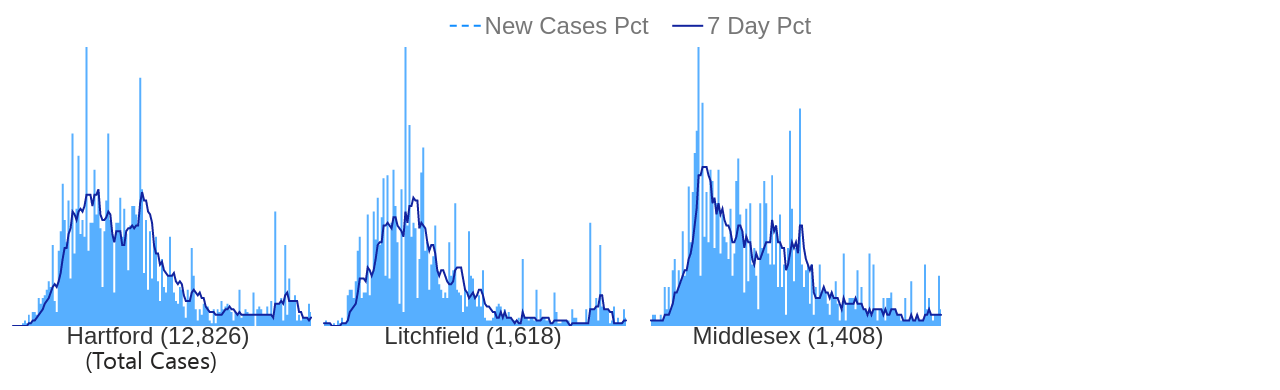 New Cases Pct 7 Day Pct
Hartford (12,826) Litchfield (1,618) Middlesex (1,408)
(Total Cases)